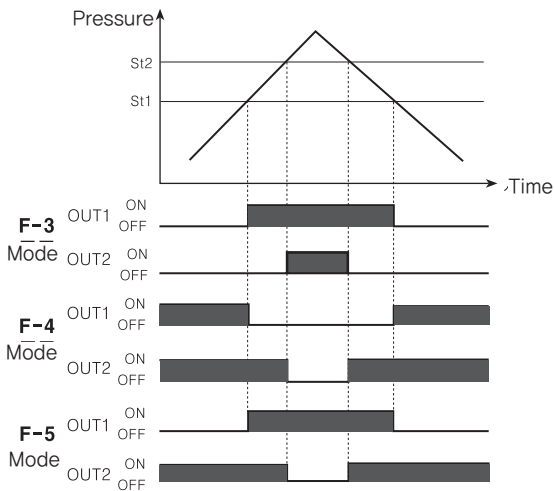 Pressure
St2
St1
Time
F-3 Mode
OUT1 ON OFF
OUT2 ON OFF
F-4 Mode
OUT1 ON OFF
OUT2 ON OFF
F-5 Mode
OUT1 ON OFF
OUT2 ON OFF